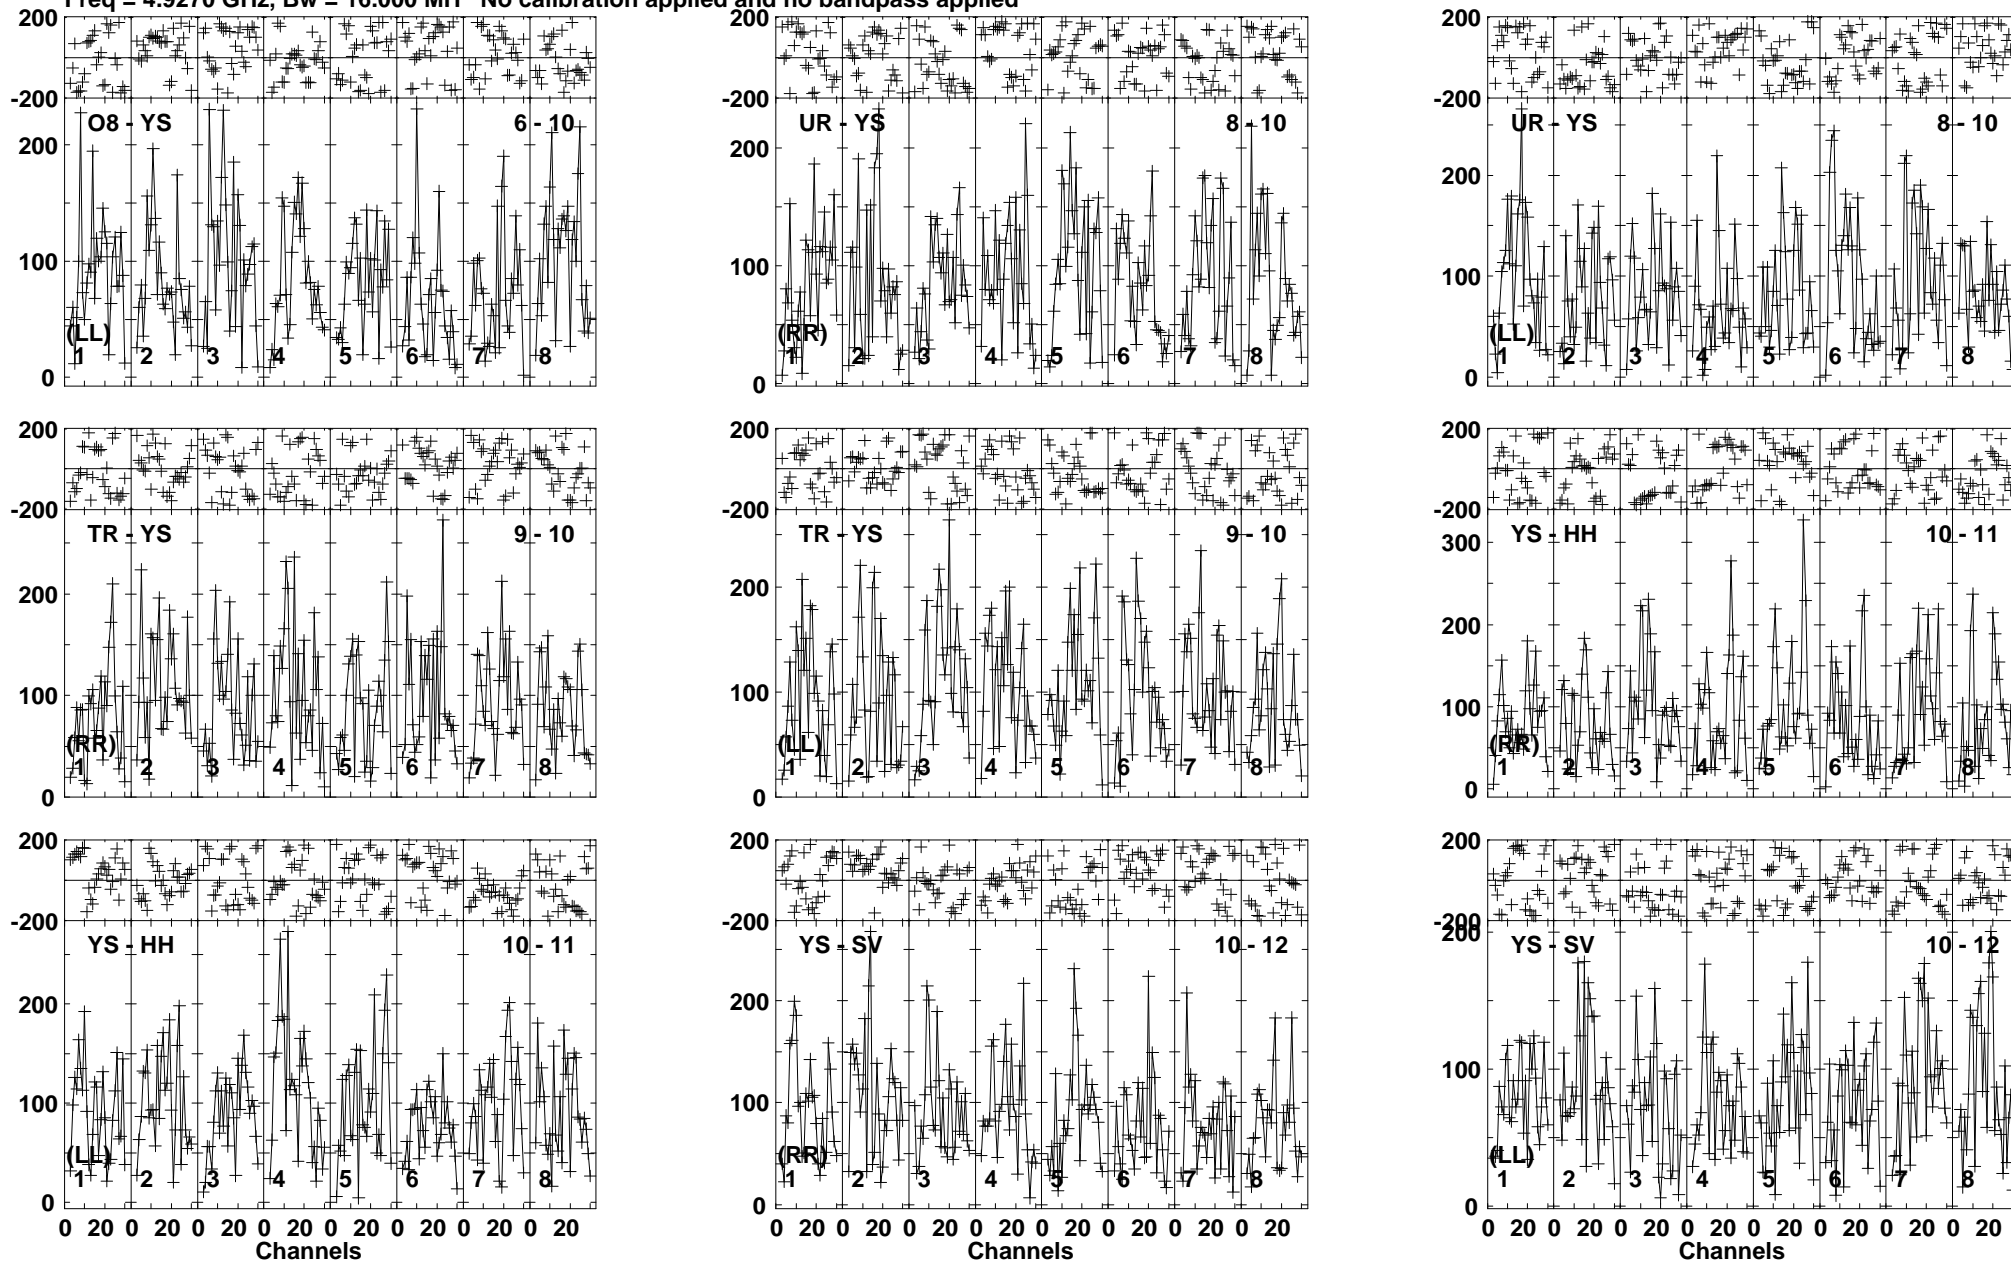 Freq = 4.9270 GHz, Bw = 16.000 MH No calibration applied and no bandpass applied
200 200 200
-200 -200 -200
O8 - YS 6 - 10 UR - YS 8 - 10 UR - YS 8 - 10
200 200 200
100 100 100
(LL) (RR) (LL)
1 2 3 4 5 6 7 8 1 2 3 4 5 6 7 8 1 2 3 4 5 6 7 8
0 0 0
200 200 200
-200 -200 -200
TR - YS 9 - 10 TR - YS 9 - 10 YS - HH 10 - 11
300
200 200 200
100 100 100
(RR) (LL) (RR)
1 2 3 4 5 6 7 8 1 2 3 4 5 6 7 8 1 2 3 4 5 6 7 8
0 0 0
200 200 200
-200 -200 -200
YS - HH 10 - 11 YS - SV 10 - 12 YS - SV 10 - 12
200 200 200
100 100 100
(LL) (RR) (LL)
1 2 3 4 5 6 7 8 1 2 3 4 5 6 7 8 1 2 3 4 5 6 7 8
0 0 0
0 20 0 20 0 20 0 20 0 20 0 20 0 20 0 20 0 20 0 20 0 20 0 20 0 20 0 20 0 20 0 20 0 20 0 20 0 20 0 20 0 20 0 20 0 20 0 20
Channels Channels Channels